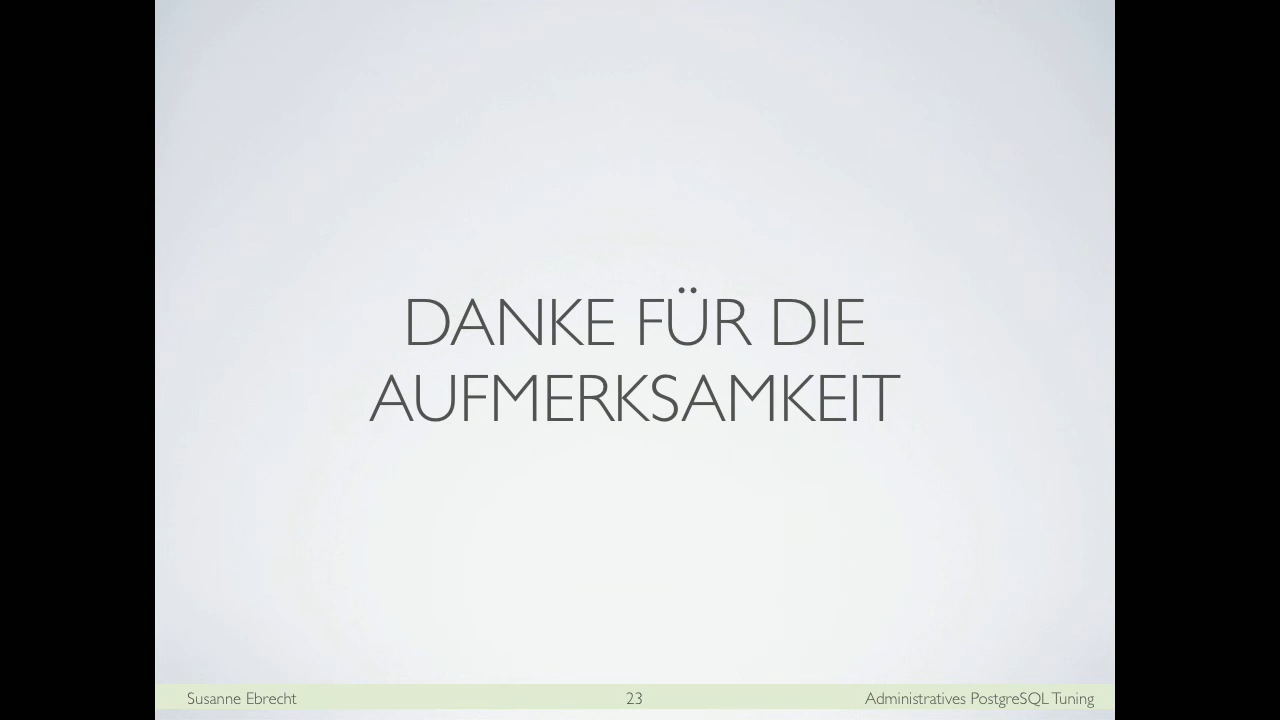 DANKE FÜR DIE
AUFMERKSAMKEIT
Susanne Ebrecht 23 Administratives PostgreSQL Tuning